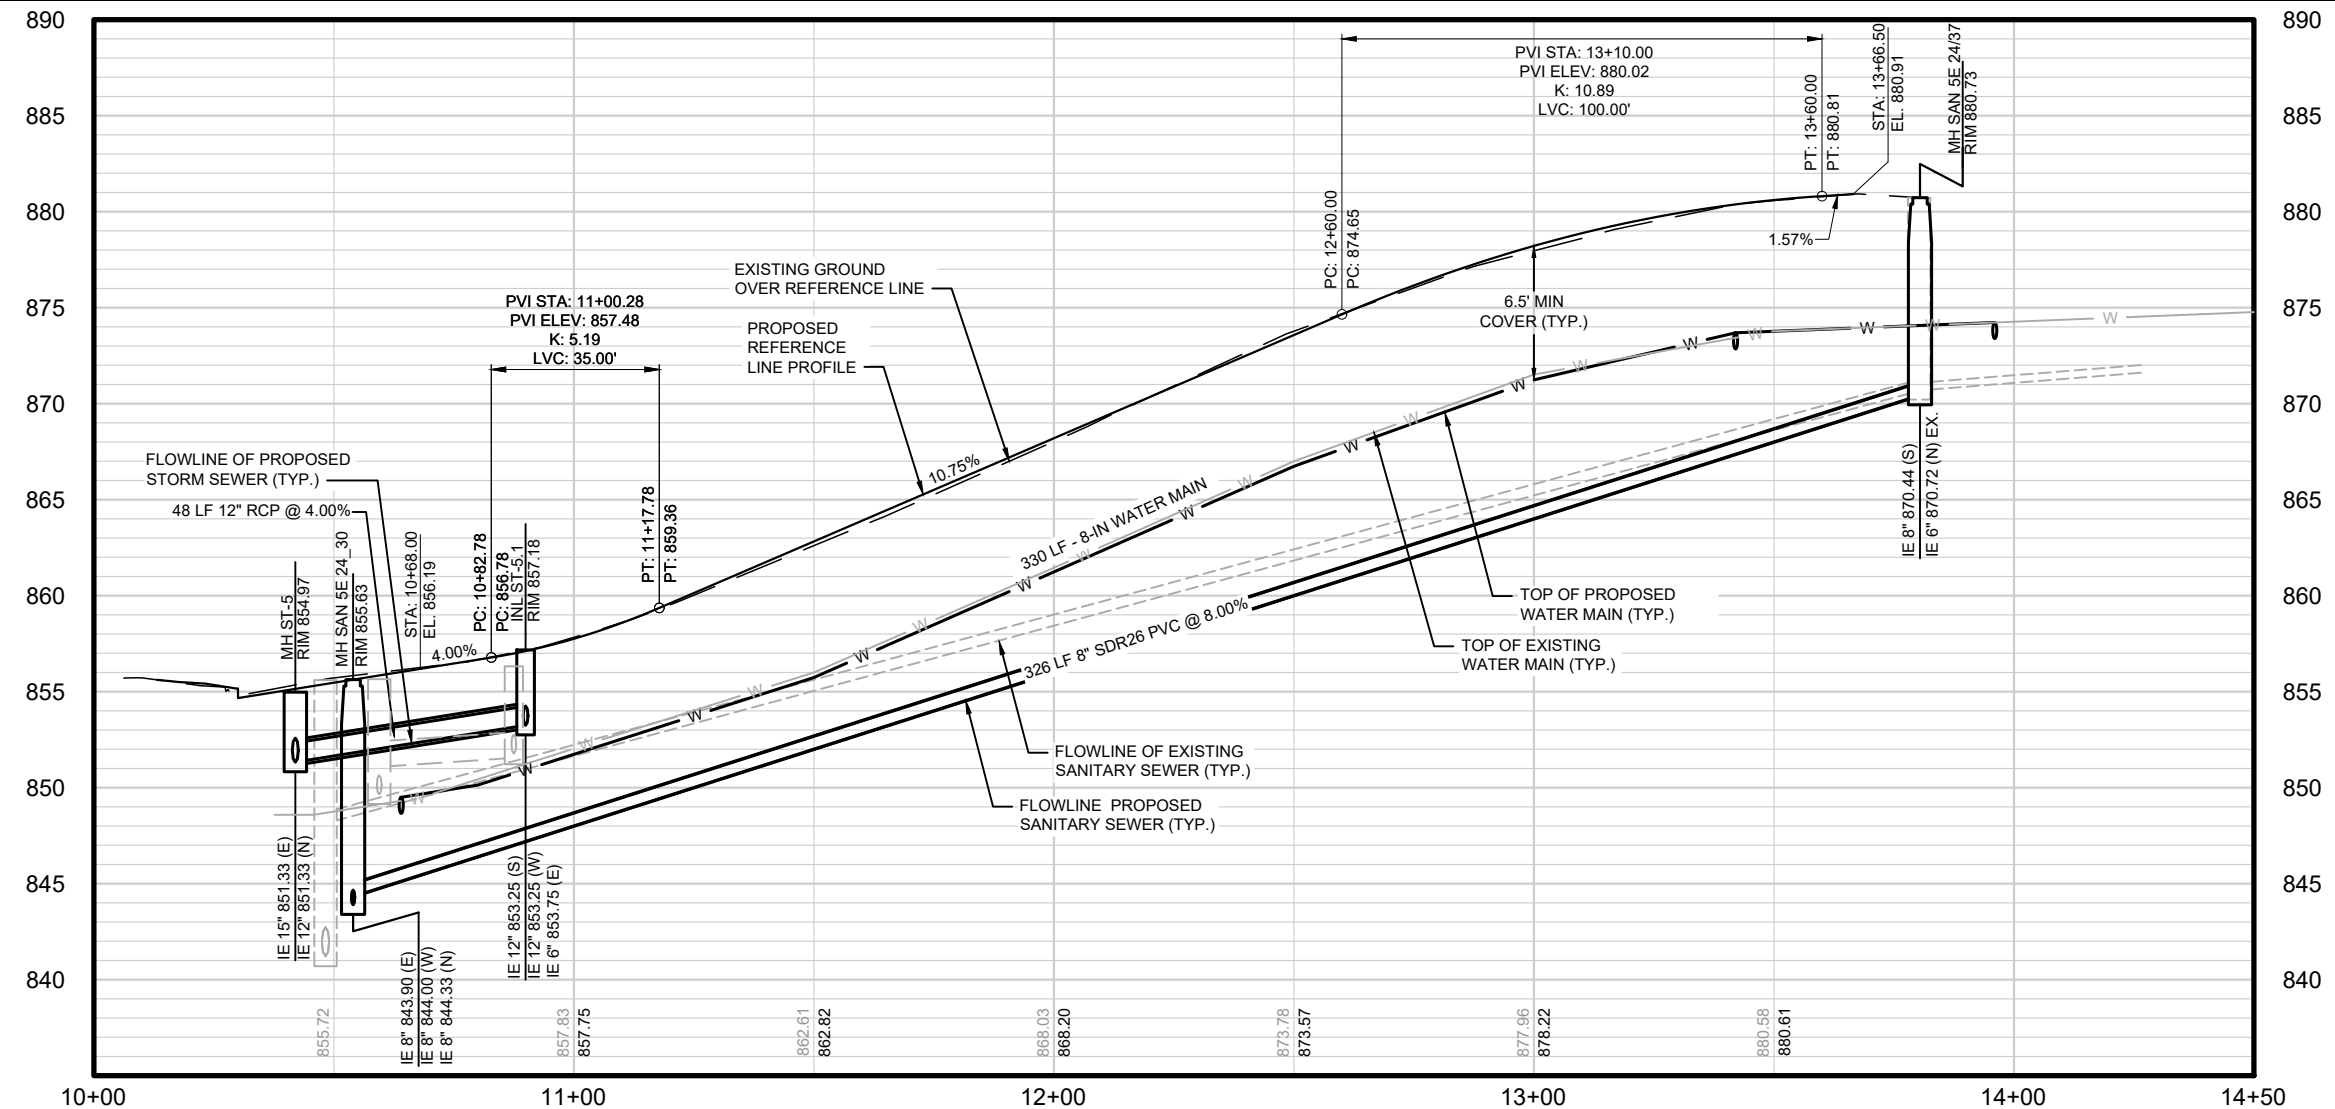 890
885
880
875
870
865
860
855
850
845
840
890
885
880
875
870
865
860
855
850
845
840
PVI STA: 13+10.00
PVI ELEV: 880.02
K: 10.89
LVC: 100.00'
PT: 13+60.00
PT: 880.81
STA: 13+66.50
EL. 880.91
MH SAN 5E 24/37
RIM 880.73
1.57%
PC: 12+60.00
PC: 874.65
6.5' MIN
COVER (TYP.)
EXISTING GROUND
OVER REFERENCE LINE
PVI STA: 11+00.28
PVI ELEV: 857.48
K: 5.19
LVC: 35.00'
PROPOSED
REFERENCE
LINE PROFILE
10.75%
FLOWLINE OF PROPOSED
STORM SEWER (TYP.)
48 LF 12" RCP @ 4.00%
MH ST-5
RIM 854.97
MH SAN 5E 24_30
RIM 855.63
STA: 10+68.00
EL. 856.19
4.00%
PC: 10+82.78
PC: 856.78
INL ST-5.1
RIM 857.18
PT: 11+17.78
PT: 859.36
330 LF - 8-IN WATER MAIN
W W W W W W W W W
W W W W W W W W W W
326 LF 8" SDR26 PVC @ 8.00%
TOP OF PROPOSED
WATER MAIN (TYP.)
TOP OF EXISTING
WATER MAIN (TYP.)
FLOWLINE OF EXISTING
SANITARY SEWER (TYP.)
FLOWLINE PROPOSED
SANITARY SEWER (TYP.)
IE 8" 870.44 (S)
IE 6" 870.72 (N) EX.
IE 15" 851.33 (E)
IE 12" 851.33 (N)
IE 8" 843.90 (E)
IE 8" 844.00 (W)
IE 8" 844.33 (N)
IE 12" 853.25 (S)
IE 12" 853.25 (W)
IE 6" 853.75 (E)
855.72
857.83
857.75
862.61
862.82
868.03
868.20
873.78
873.57
877.96
878.22
880.58
880.61
10+00
11+00
12+00
13+00
14+00
14+50